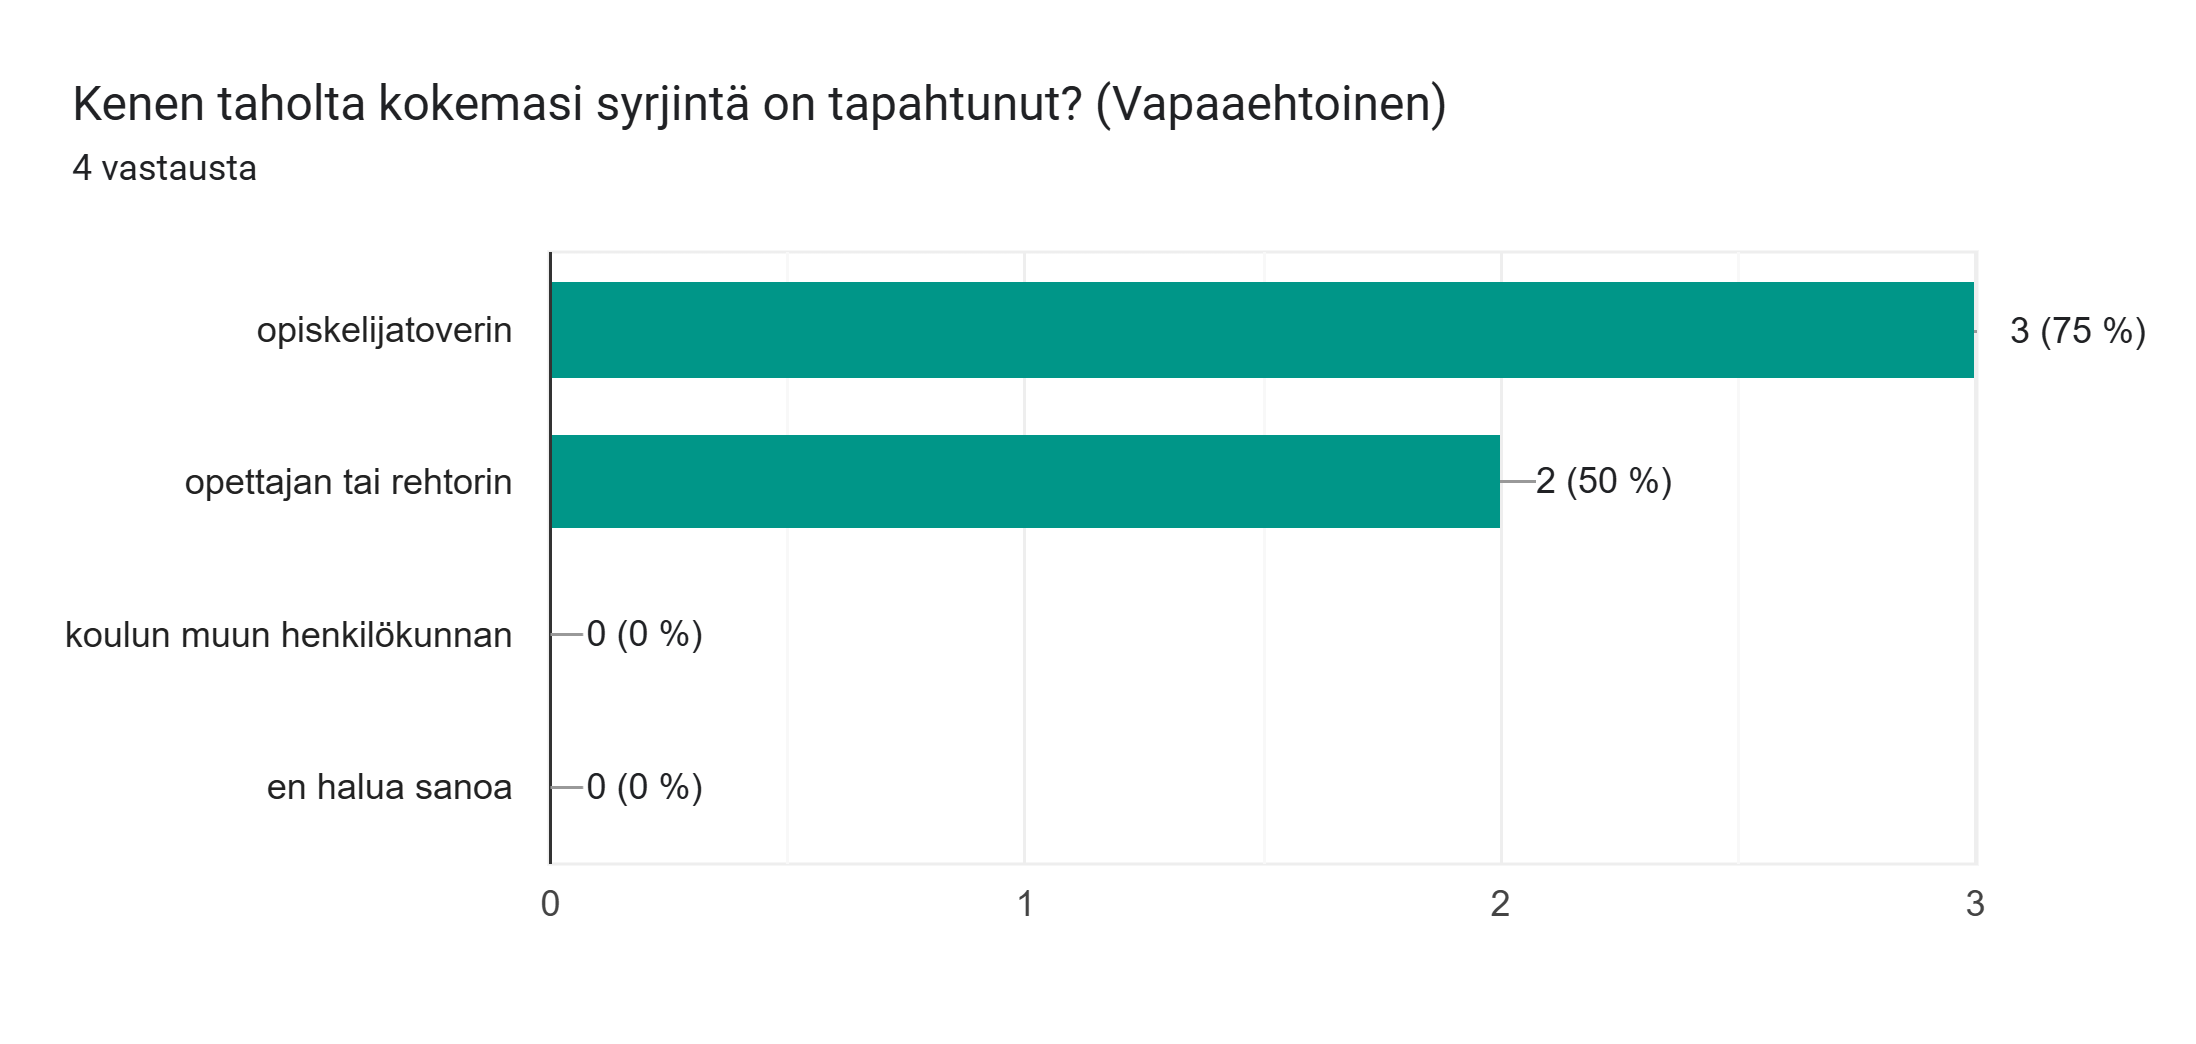 Kenen taholta kokemasi syrjintä on tapahtunut? (Vapaaehtoinen)
4 vastausta
opiskelijatoverin
3 (75 %)
opettajan tai rehtorin
2 (50 %)
koulun muun henkilökunnan
0 (0 %)
en halua sanoa
0 (0 %)
0 1 2 3